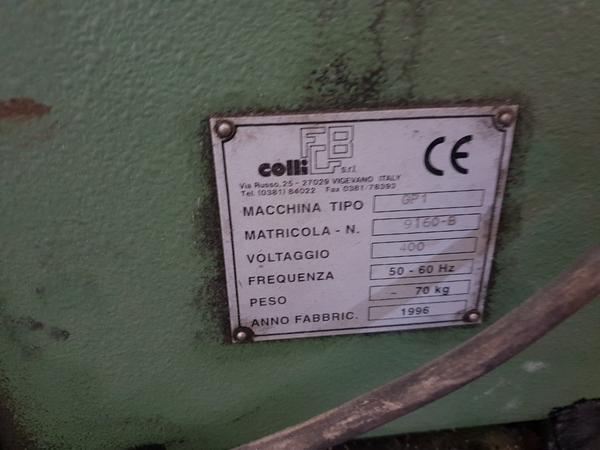 FBC
colli s.r.l.
CE
Via Russo, 25 - 27029 VIGEVANO ITALY
Tel. (0381) 84022 Fax 0381/78393
MACCHINA TIPO GP1
MATRICOLA - N. 9160-B
VOLTAGGIO 400
FREQUENZA 50 - 60 Hz
PESO ~ 70 kg
ANNO FABBRIC. 1996